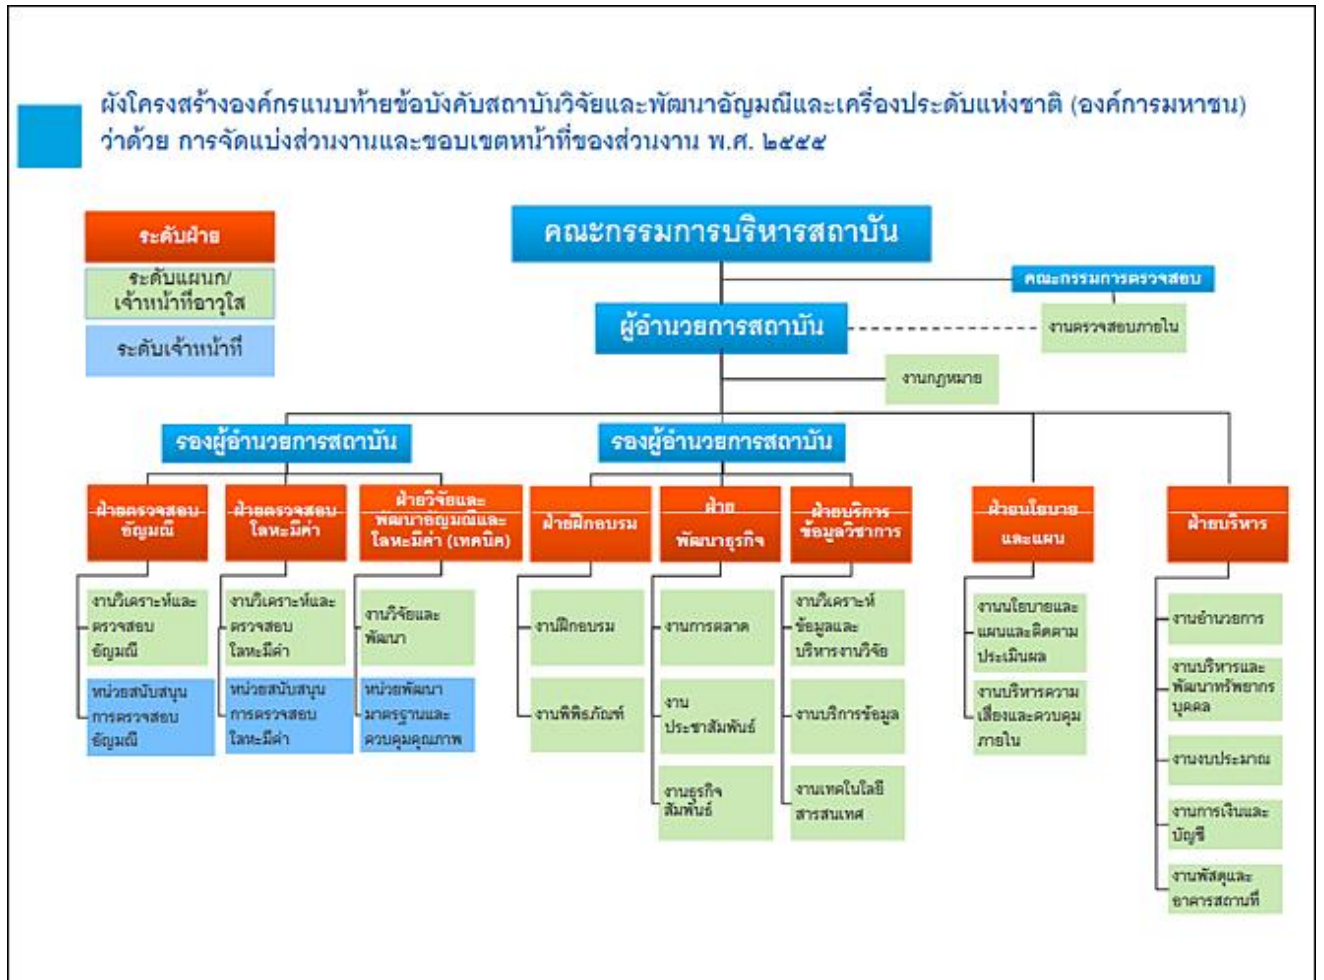 ผังโครงสร้างองค์กรแนบท้ายข้อบังคับสถาบันวิจัยและพัฒนาอัญมณีและเครื่องประดับแห่งชาติ (องค์การมหาชน)
ว่าด้วย การจัดแบ่งส่วนงานและขอบเขตหน้าที่ของส่วนงาน พ.ศ. ๒๕๕๕
ระดับฝ่าย
ระดับแผนก/
เจ้าหน้าที่อาวุโส
ระดับเจ้าหน้าที่
คณะกรรมการบริหารสถาบัน
คณะกรรมการตรวจสอบ
ผู้อำนวยการสถาบัน
งานตรวจสอบภายใน
งานกฎหมาย
รองผู้อำนวยการสถาบัน
รองผู้อำนวยการสถาบัน
ฝ่ายตรวจสอบ
อัญมณี
ฝ่ายตรวจสอบ
โลหะมีค่า
ฝ่ายวิจัยและ
พัฒนาอัญมณีและ
โลหะมีค่า (เทคนิค)
ฝ่ายฝึกอบรม
ฝ่าย
พัฒนาธุรกิจ
ฝ่ายบริการ
ข้อมูลวิชาการ
ฝ่ายนโยบาย
และแผน
ฝ่ายบริหาร
งานวิเคราะห์และ
ตรวจสอบ
อัญมณี
หน่วยสนับสนุน
การตรวจสอบ
อัญมณี
งานวิเคราะห์และ
ตรวจสอบ
โลหะมีค่า
หน่วยสนับสนุน
การตรวจสอบ
โลหะมีค่า
งานวิจัยและ
พัฒนา
หน่วยพัฒนา
มาตรฐานและ
ควบคุมคุณภาพ
งานฝึกอบรม
งานพิพิธภัณฑ์
งานการตลาด
งาน
ประชาสัมพันธ์
งานธุรกิจ
สัมพันธ์
งานวิเคราะห์
ข้อมูลและ
บริหารงานวิจัย
งานบริการข้อมูล
งานเทคโนโลยี
สารสนเทศ
งานนโยบายและ
แผนและติดตาม
ประเมินผล
งานบริหารความ
เสี่ยงและควบคุม
ภายใน
งานอำนวยการ
งานบริหารและ
พัฒนาทรัพยากร
บุคคล
งานงบประมาณ
งานการเงินและ
บัญชี
งานพัสดุและ
อาคารสถานที่